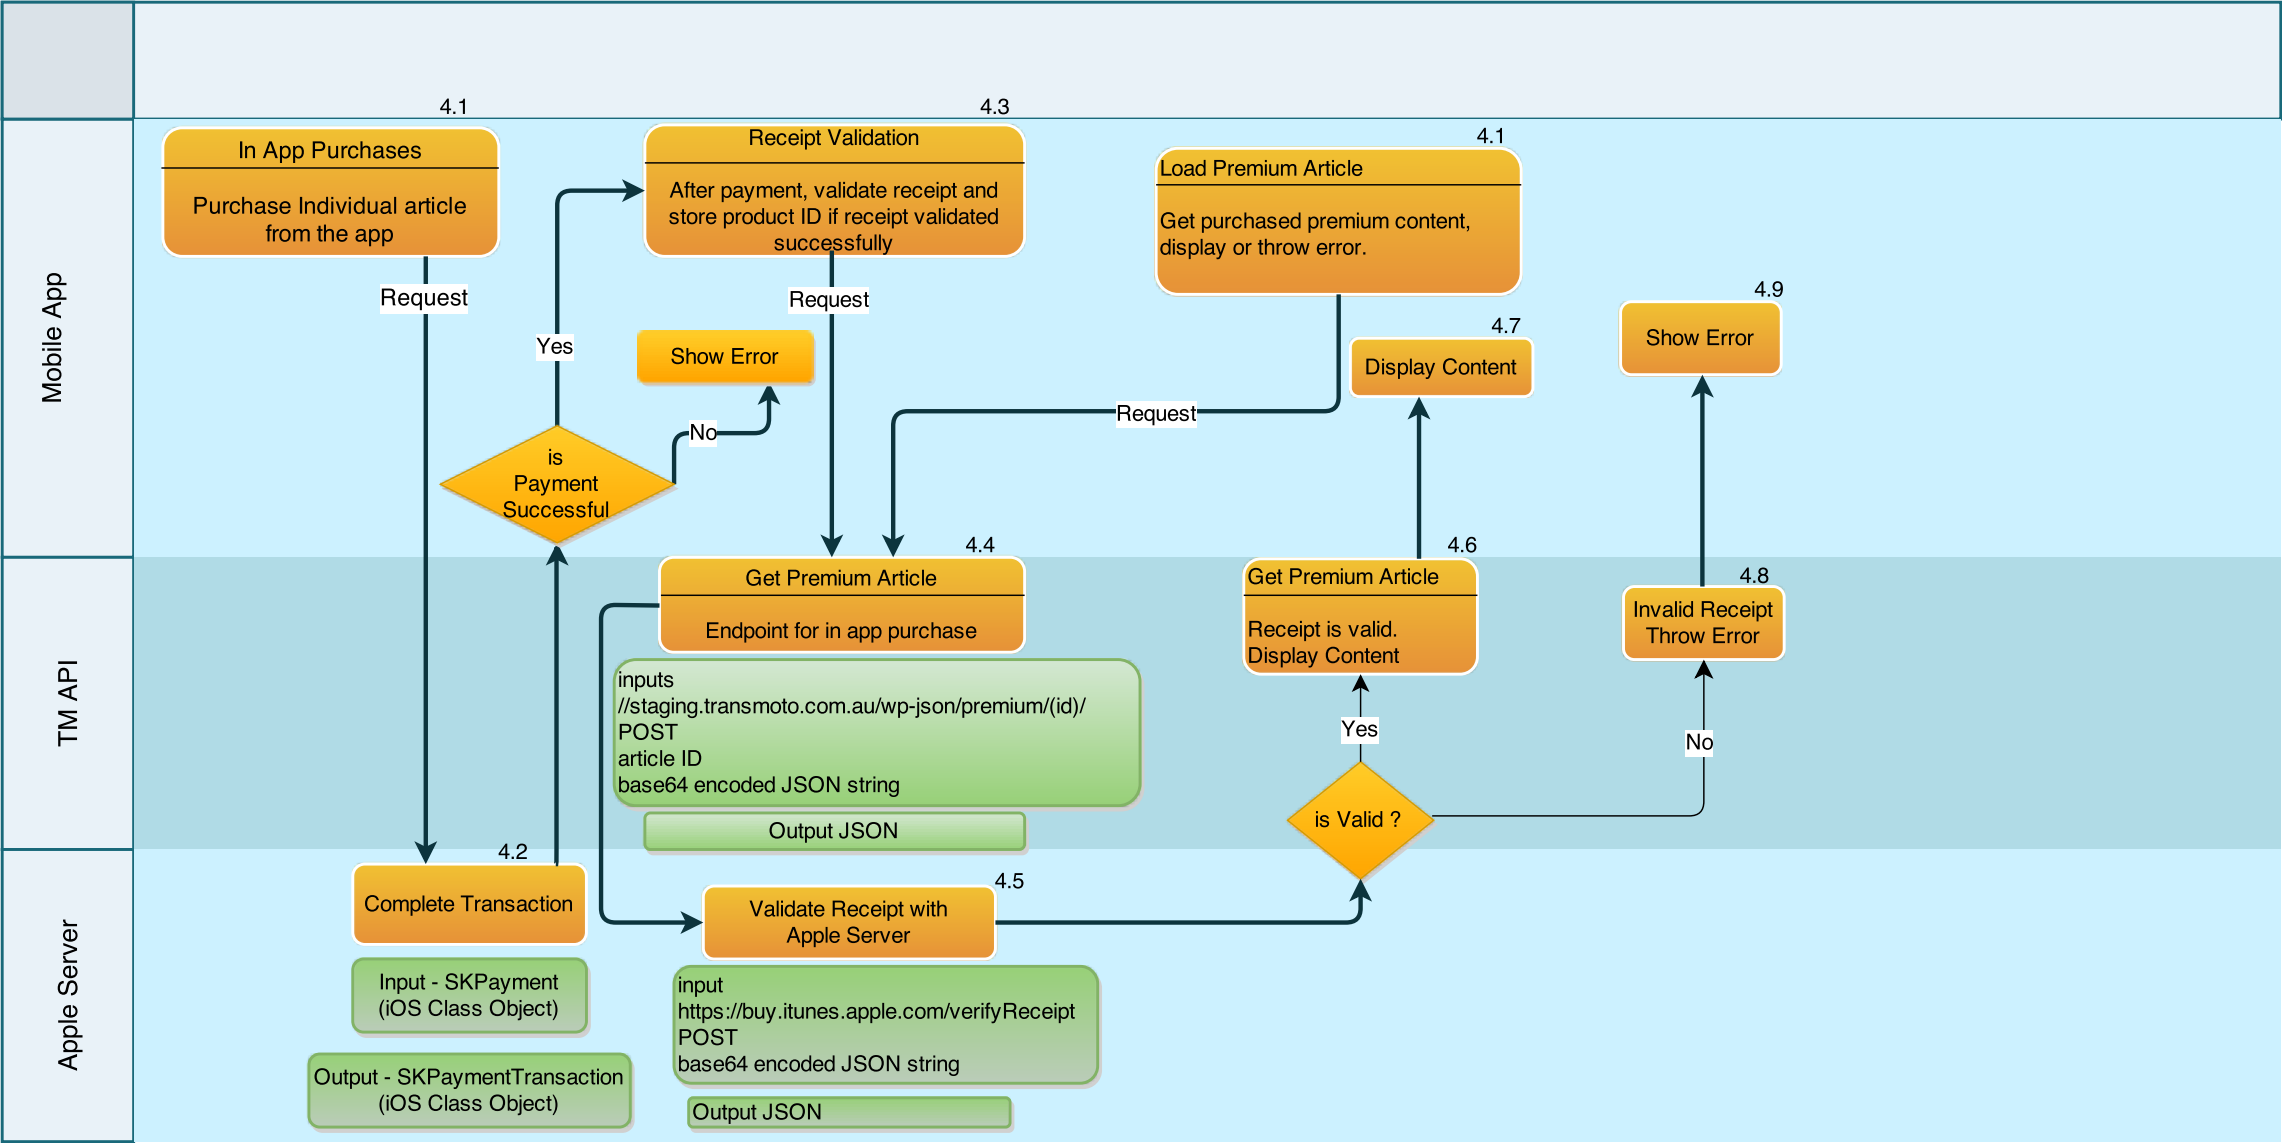 4.1
In App Purchases
Purchase Individual article
from the app
4.3
Receipt Validation
After payment, validate receipt and
store product ID if receipt validated
successfully
4.1
Load Premium Article
Get purchased premium content,
display or throw error.
Mobile App
Request
Request
Yes
Show Error
No
is
Payment
Successful
Request
4.7
Display Content
4.9
Show Error
TM API
4.4
Get Premium Article
Endpoint for in app purchase
inputs
//staging.transmoto.com.au/wp-json/premium/(id)/
POST
article ID
base64 encoded JSON string
Output JSON
4.6
Get Premium Article
Receipt is valid.
Display Content
4.8
Invalid Receipt
Throw Error
Yes
No
is Valid ?
Apple Server
4.2
Complete Transaction
Input - SKPayment
(iOS Class Object)
Output - SKPaymentTransaction
(iOS Class Object)
4.5
Validate Receipt with
Apple Server
input
https://buy.itunes.apple.com/verifyReceipt
POST
base64 encoded JSON string
Output JSON